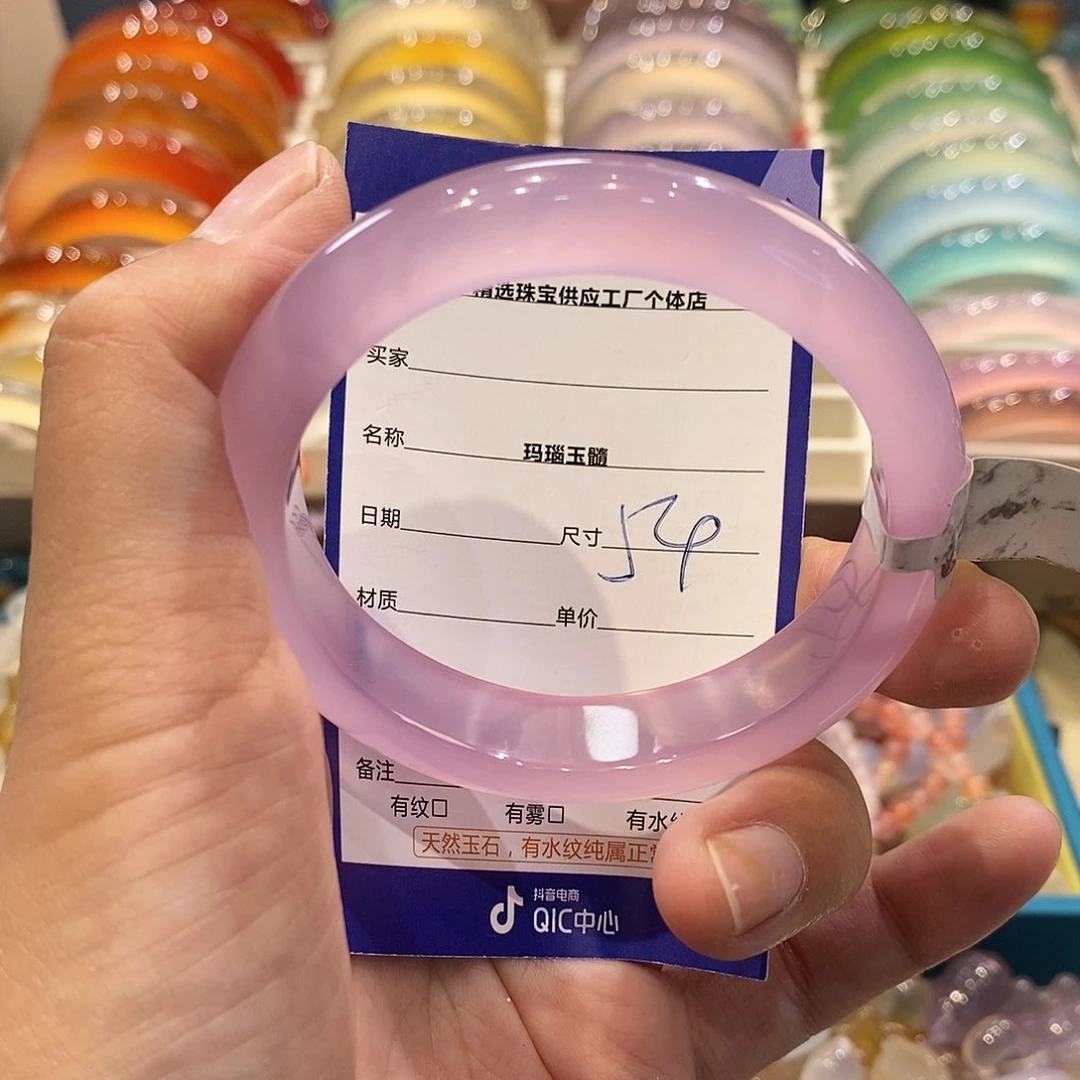 精选珠宝供应工厂个体店
买家
名称 玛瑙玉髓
日期 尺寸 54
材质 单价
备注
有纹口 有雾口 有水纟
天然玉石，有水纹纯属正常
抖音电商
QIC中心